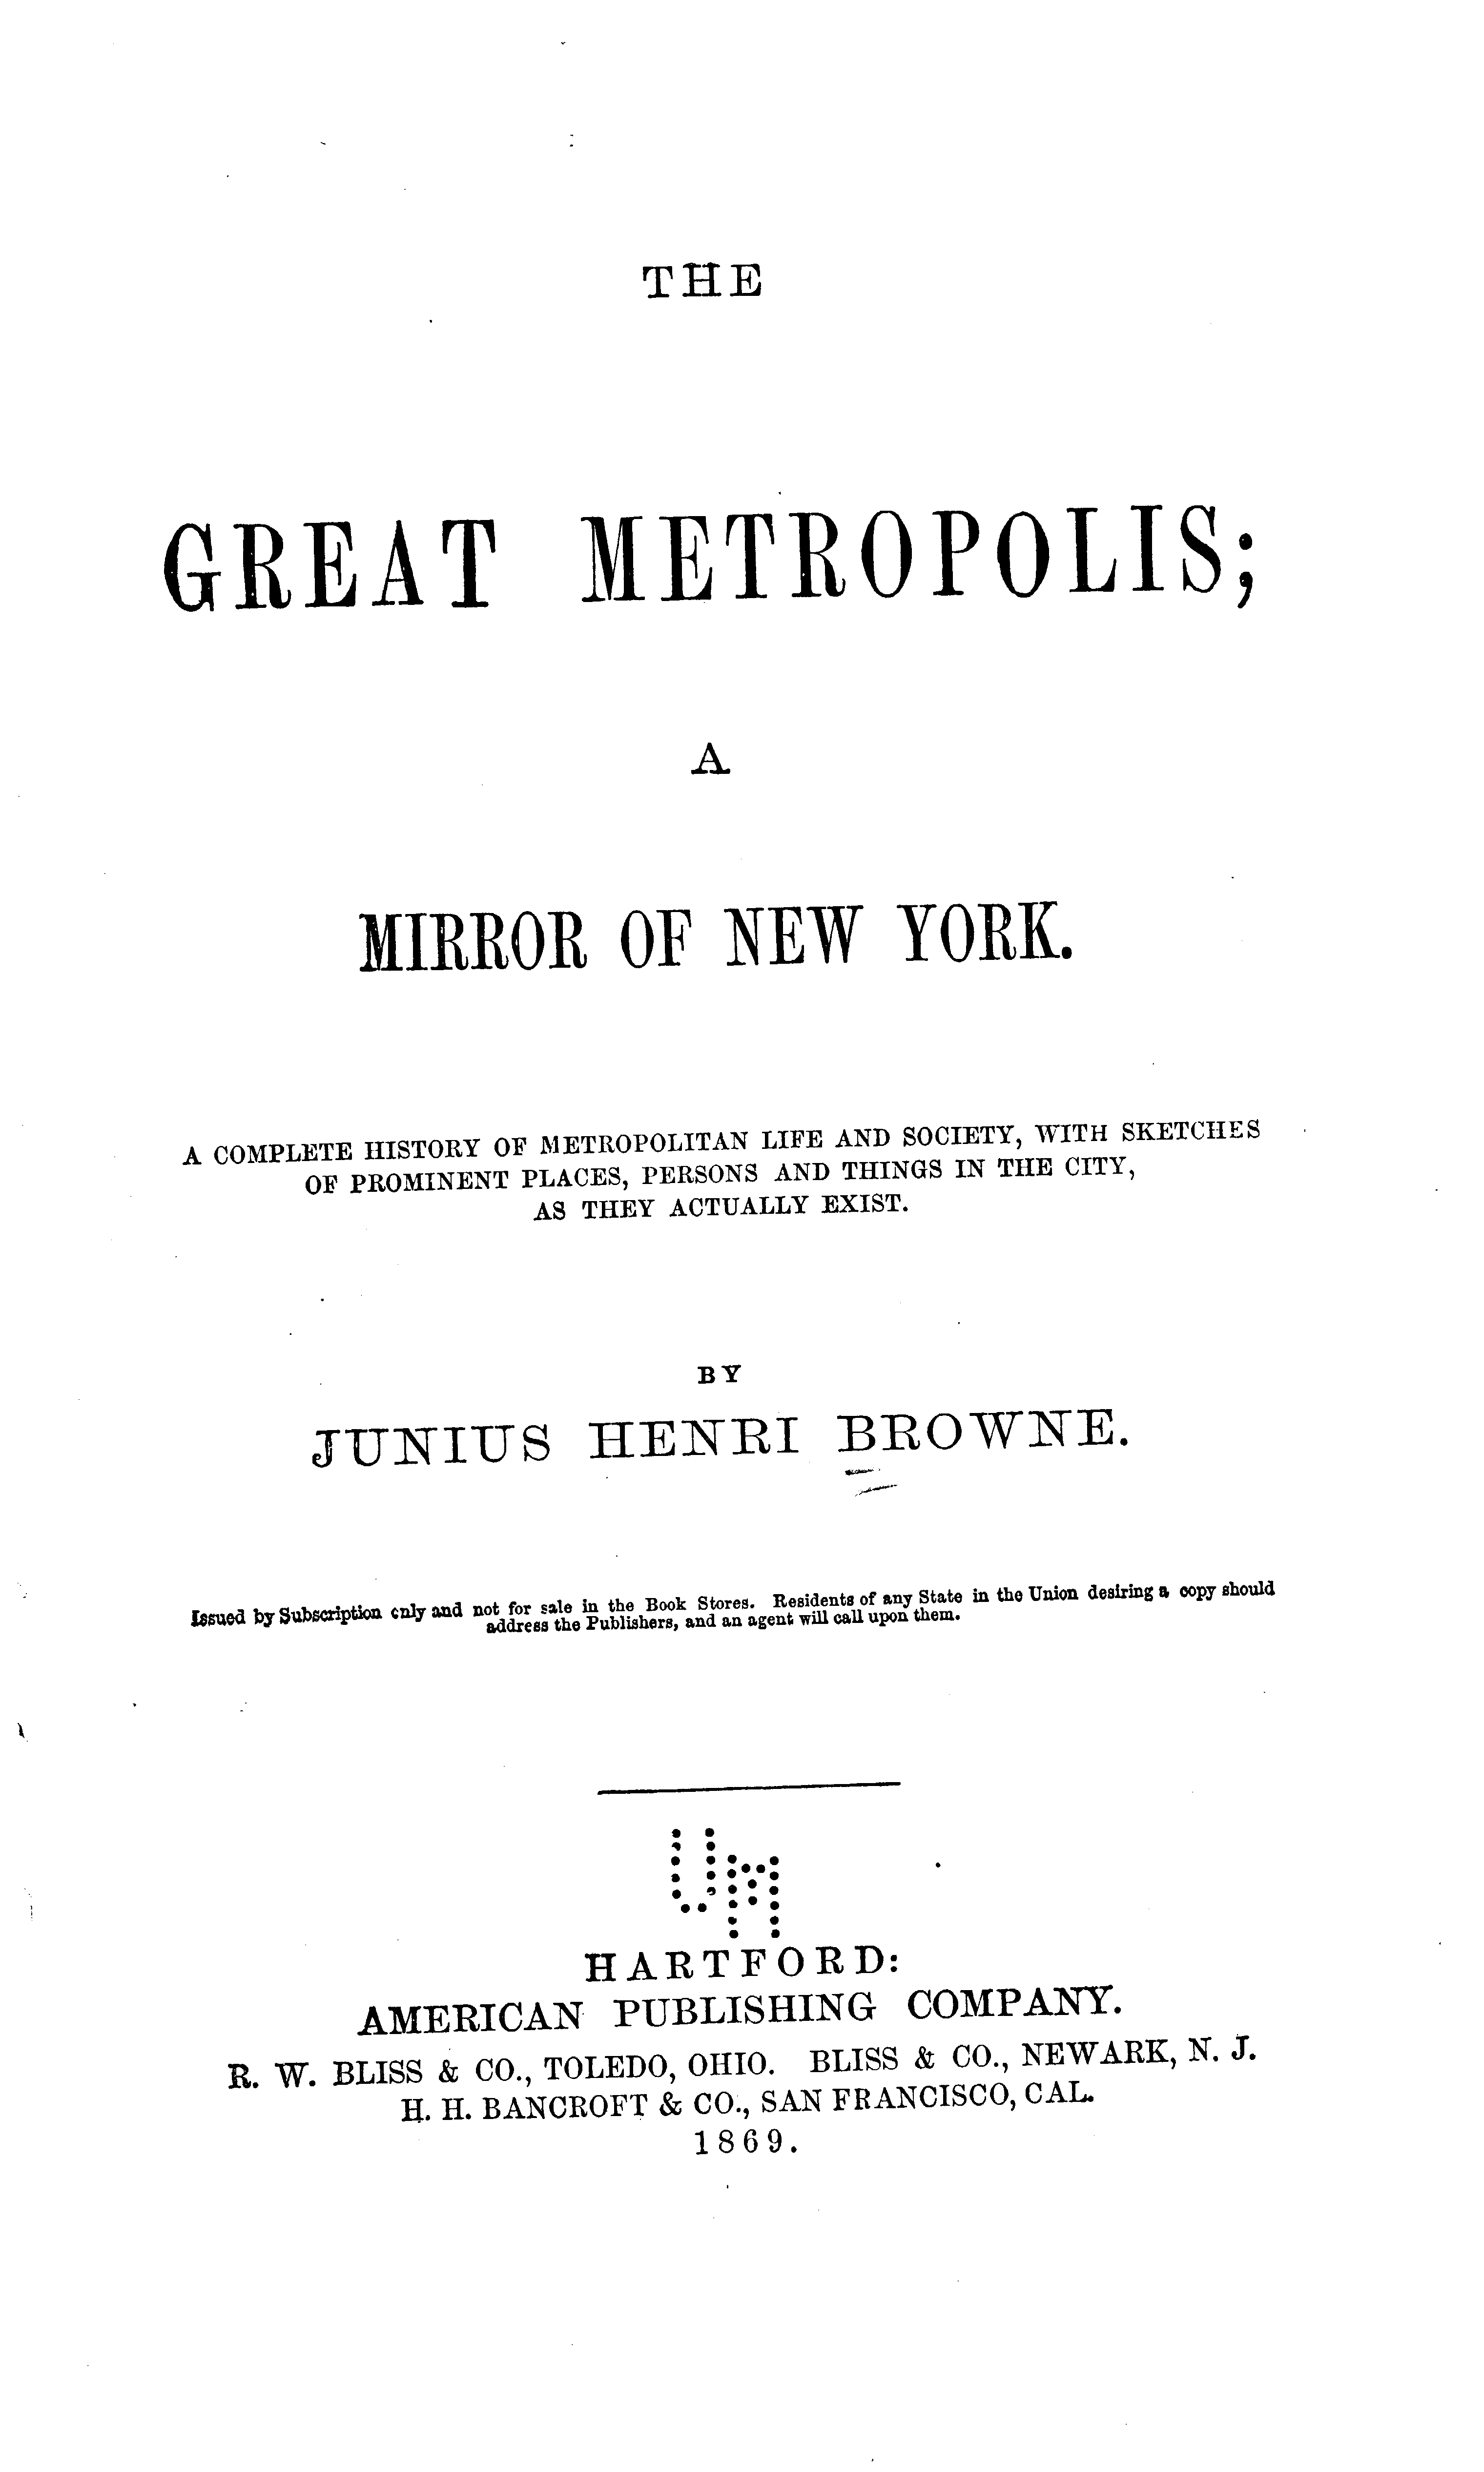 THE
GREAT METROPOLIS;
A
MIRROR OF NEW YORK.
A COMPLETE HISTORY OF METROPOLITAN LIFE AND SOCIETY, WITH SKETCHES
OF PROMINENT PLACES, PERSONS AND THINGS IN THE CITY,
AS THEY ACTUALLY EXIST.
BY
JUNIUS HENRI BROWNE.
Issued by Subscription only and not for sale in the Book Stores. Residents of any State in the Union desiring a copy should
address the Publishers, and an agent will call upon them.
UM
HARTFORD:
AMERICAN PUBLISHING COMPANY.
R. W. BLISS & CO., TOLEDO, OHIO. BLISS & CO., NEWARK, N. J.
H. H. BANCROFT & CO., SAN FRANCISCO, CAL.
1869.